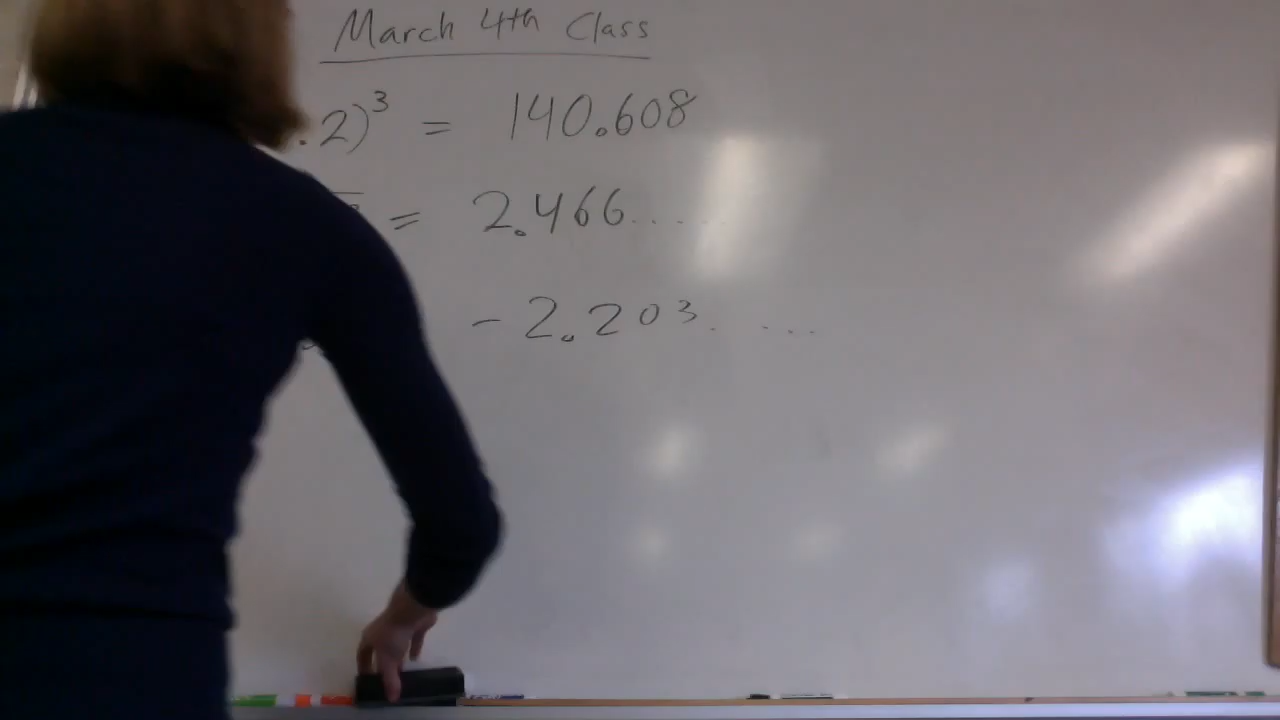 March 4th Class
.2)³ = 140.608
= 2.466.....
-2.203. ...